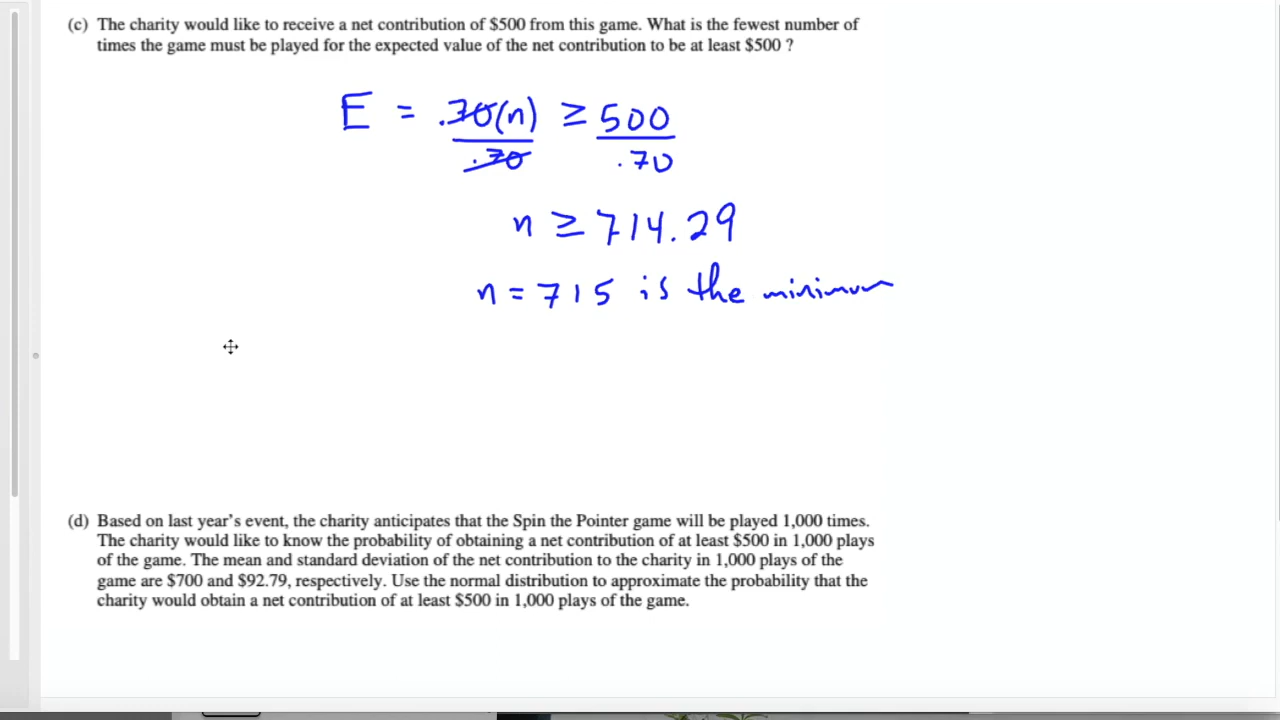 (c) The charity would like to receive a net contribution of $500 from this game. What is the fewest number of
times the game must be played for the expected value of the net contribution to be at least $500 ?
E = .70(n) ≥ 500
.70 .70
n ≥ 714.29
n = 715 is the minimum
(d) Based on last year's event, the charity anticipates that the Spin the Pointer game will be played 1,000 times.
The charity would like to know the probability of obtaining a net contribution of at least $500 in 1,000 plays
of the game. The mean and standard deviation of the net contribution to the charity in 1,000 plays of the
game are $700 and $92.79, respectively. Use the normal distribution to approximate the probability that the
charity would obtain a net contribution of at least $500 in 1,000 plays of the game.